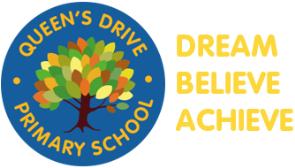 QUEEN'S DRIVE
PRIMARY SCHOOL
DREAM
BELIEVE
ACHIEVE